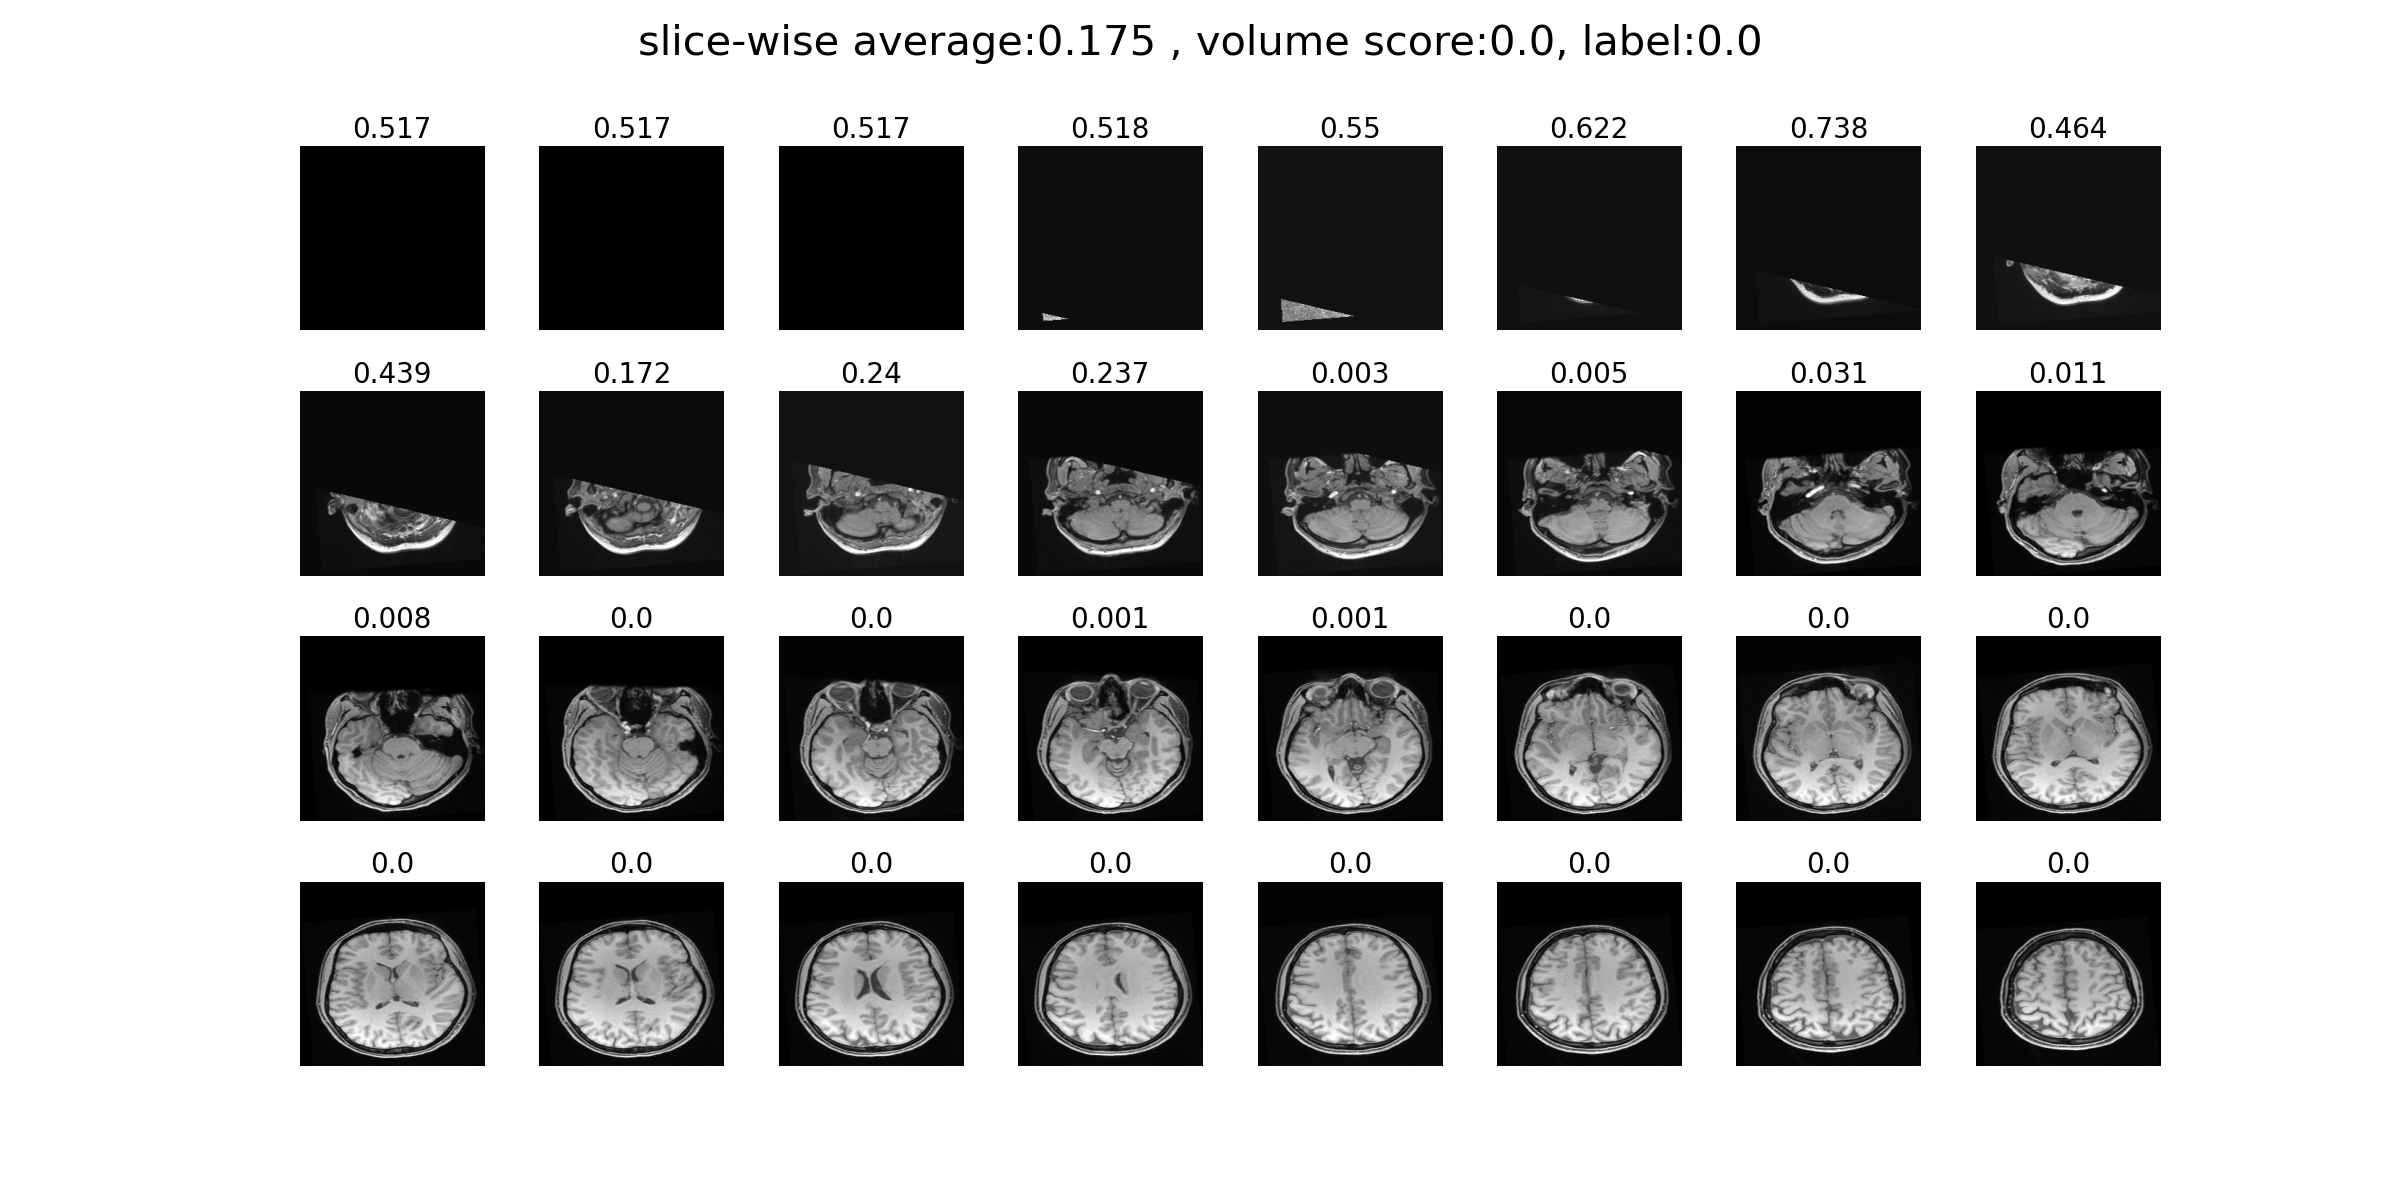 slice-wise average:0.175 , volume score:0.0, label:0.0
0.517 0.517 0.517 0.518 0.55 0.622 0.738 0.464
0.439 0.172 0.24 0.237 0.003 0.005 0.031 0.011
0.008 0.0 0.0 0.001 0.001 0.0 0.0 0.0
0.0 0.0 0.0 0.0 0.0 0.0 0.0 0.0